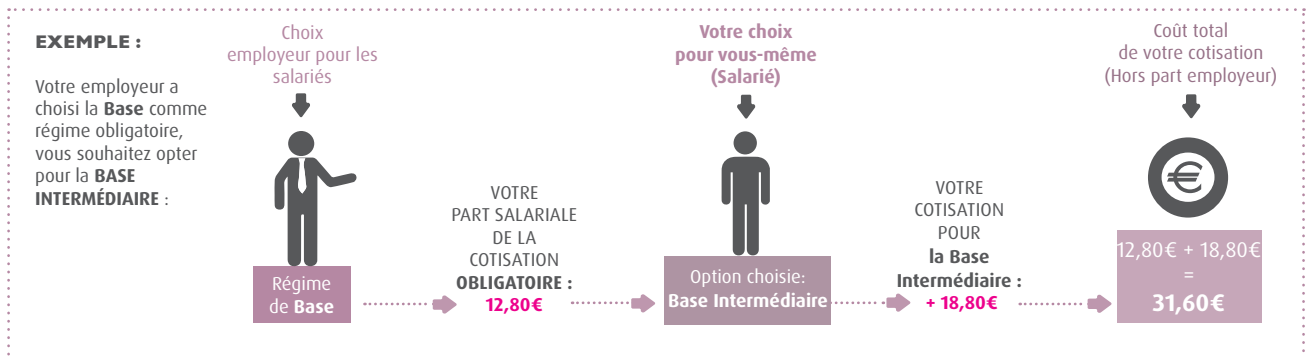 EXEMPLE :
Votre employeur a
choisi la Base comme
régime obligatoire,
vous souhaitez opter
pour la BASE
INTERMÉDIAIRE :
Choix
employeur pour les
salariés
Régime
de Base
VOTRE
PART SALARIALE
DE LA
COTISATION
OBLIGATOIRE :
12,80€
Votre choix
pour vous-même
(Salarié)
Option choisie:
Base Intermédiaire
VOTRE
COTISATION
POUR
la Base
Intermédiaire :
+ 18,80€
Coût total
de votre cotisation
(Hors part employeur)
€
12,80€ + 18,80€
=
31,60€